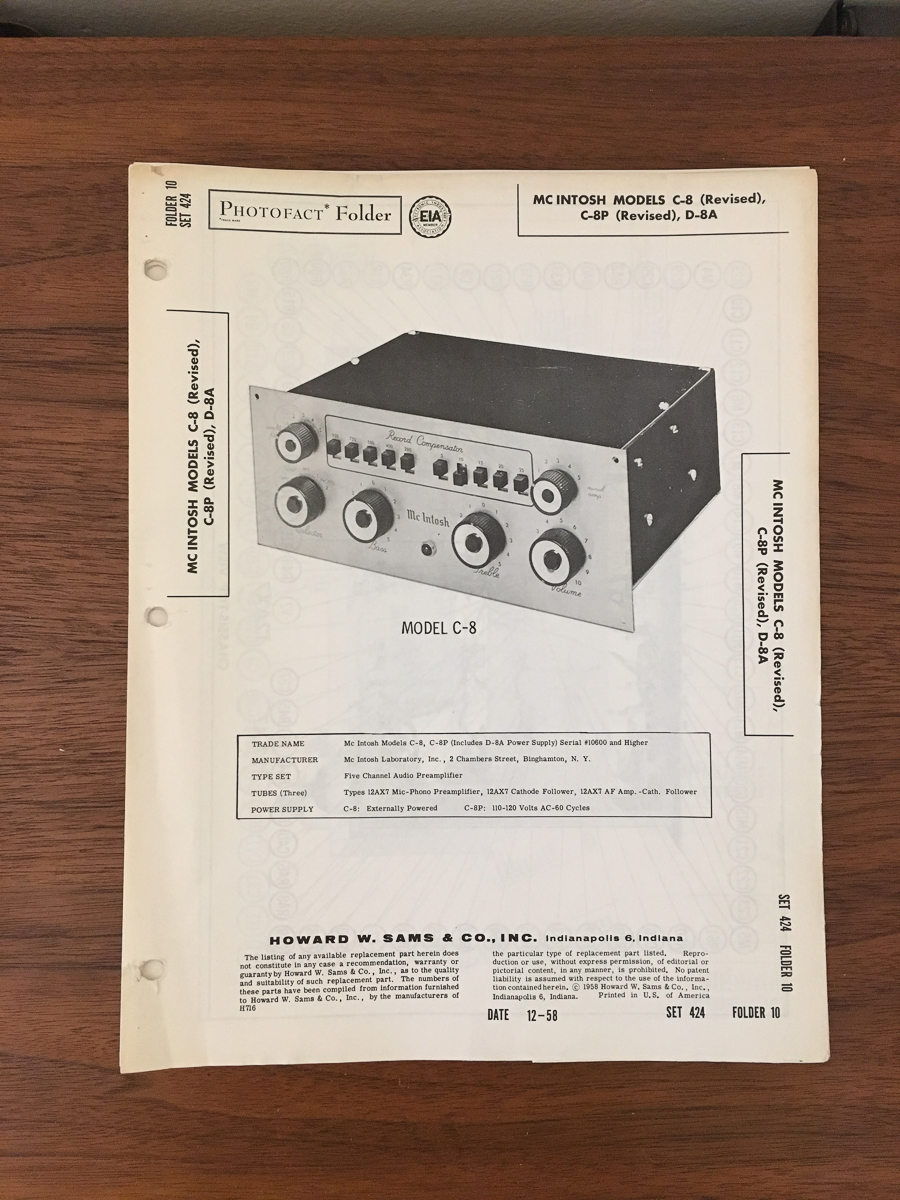 FOLDER 10
SET 424
PHOTOFACT* Folder
*TRADE MARK
EIA
MEMBER
MC INTOSH MODELS C-8 (Revised),
C-8P (Revised), D-8A
MC INTOSH MODELS C-8 (Revised),
C-8P (Revised), D-8A
Record Compensator
Mc Intosh
Bass
Treble
Volume
MODEL C-8
MC INTOSH MODELS C-8 (Revised),
C-8P (Revised), D-8A
TRADE NAME Mc Intosh Models C-8, C-8P (Includes D-8A Power Supply) Serial #10600 and Higher
MANUFACTURER Mc Intosh Laboratory, Inc., 2 Chambers Street, Binghamton, N. Y.
TYPE SET Five Channel Audio Preamplifier
TUBES (Three) Types 12AX7 Mic-Phono Preamplifier, 12AX7 Cathode Follower, 12AX7 AF Amp. -Cath. Follower
POWER SUPPLY C-8: Externally Powered C-8P: 110-120 Volts AC-60 Cycles
HOWARD W. SAMS & CO., INC. Indianapolis 6, Indiana
The listing of any available replacement part herein does
not constitute in any case a recommendation, warranty or
guaranty by Howard W. Sams & Co., Inc., as to the quality
and suitability of such replacement part. The numbers of
these parts have been compiled from information furnished
to Howard W. Sams & Co., Inc., by the manufacturers of
H716
the particular type of replacement part listed. Repro-
duction or use, without express permission, of editorial or
pictorial content, in any manner, is prohibited. No patent
liability is assumed with respect to the use of the informa-
tion contained herein. © 1958 Howard W. Sams & Co., Inc.,
Indianapolis 6, Indiana. Printed in U.S. of America
DATE 12-58 SET 424 FOLDER 10
SET 424 FOLDER 10